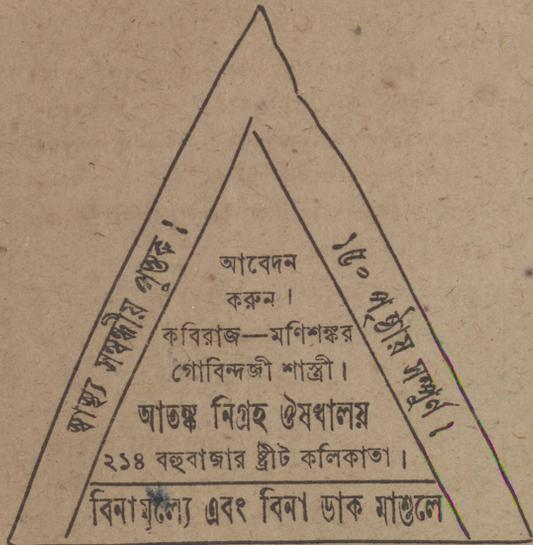 স্বাস্থ্য সম্বন্ধীয় পুস্তক !
১৫০ পৃষ্ঠায় সম্পূর্ণ ।
আবেদন
করুন ।
কবিরাজ—মণিশঙ্কর
গোবিন্দজী শাস্ত্রী ।
আতঙ্ক নিগ্রহ ঔষধালয়
২১৪ বহুবাজার ষ্ট্রীট কলিকাতা ।
বিনামূল্যে এবং বিনা ডাক মাশুলে